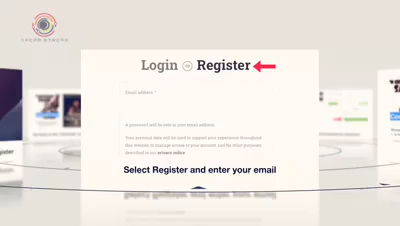 Login or Register
Email address *
A password will be sent to your email address.
Your personal data will be used to support your experience throughout
this website, to manage access to your account, and for other purposes
described in our privacy policy
Select Register and enter your email